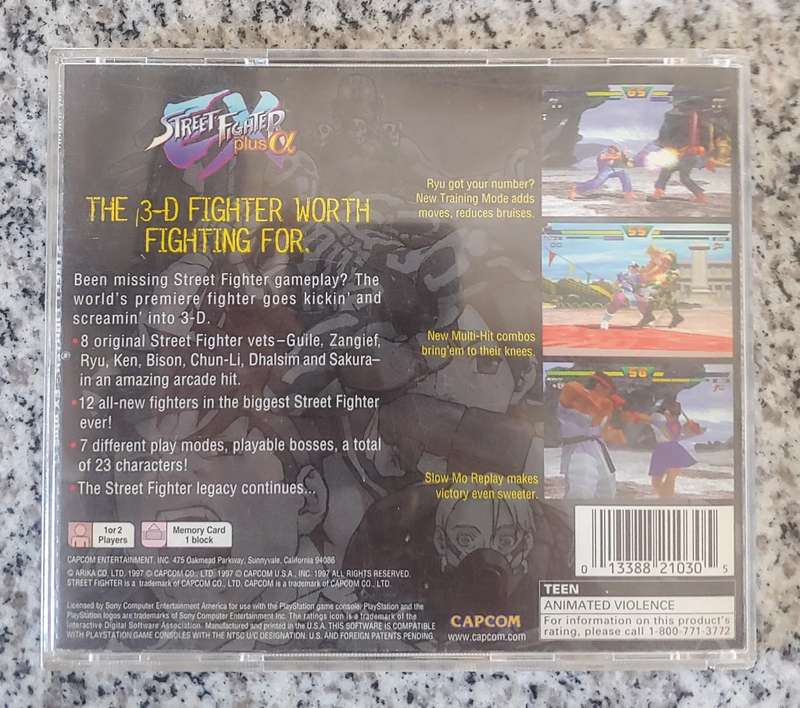 STREET FIGHTER
EX
plus α
THE 3-D FIGHTER WORTH
FIGHTING FOR.
Been missing Street Fighter gameplay? The
world's premiere fighter goes kickin' and
screamin' into 3-D.
•8 original Street Fighter vets–Guile, Zangief,
Ryu, Ken, Bison, Chun-Li, Dhalsim and Sakura–
in an amazing arcade hit.
•12 all-new fighters in the biggest Street Fighter
ever!
•7 different play modes, playable bosses, a total
of 23 characters!
•The Street Fighter legacy continues...
Ryu got your number?
New Training Mode adds
moves, reduces bruises.
New Multi-Hit combos
bring'em to their knees.
Slow Mo Replay makes
victory even sweeter.
1 or 2
Players
Memory Card
1 block
CAPCOM ENTERTAINMENT, INC. 475 Oakmead Parkway, Sunnyvale, California 94086
© ARIKA CO. LTD. 1997 © CAPCOM CO., LTD. 1997 © CAPCOM U.S.A., INC. 1997 ALL RIGHTS RESERVED.
STREET FIGHTER is a trademark of CAPCOM CO., LTD. CAPCOM is a trademark of CAPCOM CO., LTD.
Licensed by Sony Computer Entertainment America for use with the PlayStation game console. PlayStation and the
PlayStation logos are trademarks of Sony Computer Entertainment Inc. The ratings icon is a trademark of the
Interactive Digital Software Association. Manufactured and printed in the U.S.A. THIS SOFTWARE IS COMPATIBLE
WITH PLAYSTATION GAME CONSOLES WITH THE NTSC U/C DESIGNATION. U.S. AND FOREIGN PATENTS PENDING.
CAPCOM
www.capcom.com
0 13388 21030 5
TEEN
ANIMATED VIOLENCE
For information on this product's
rating, please call 1-800-771-3772